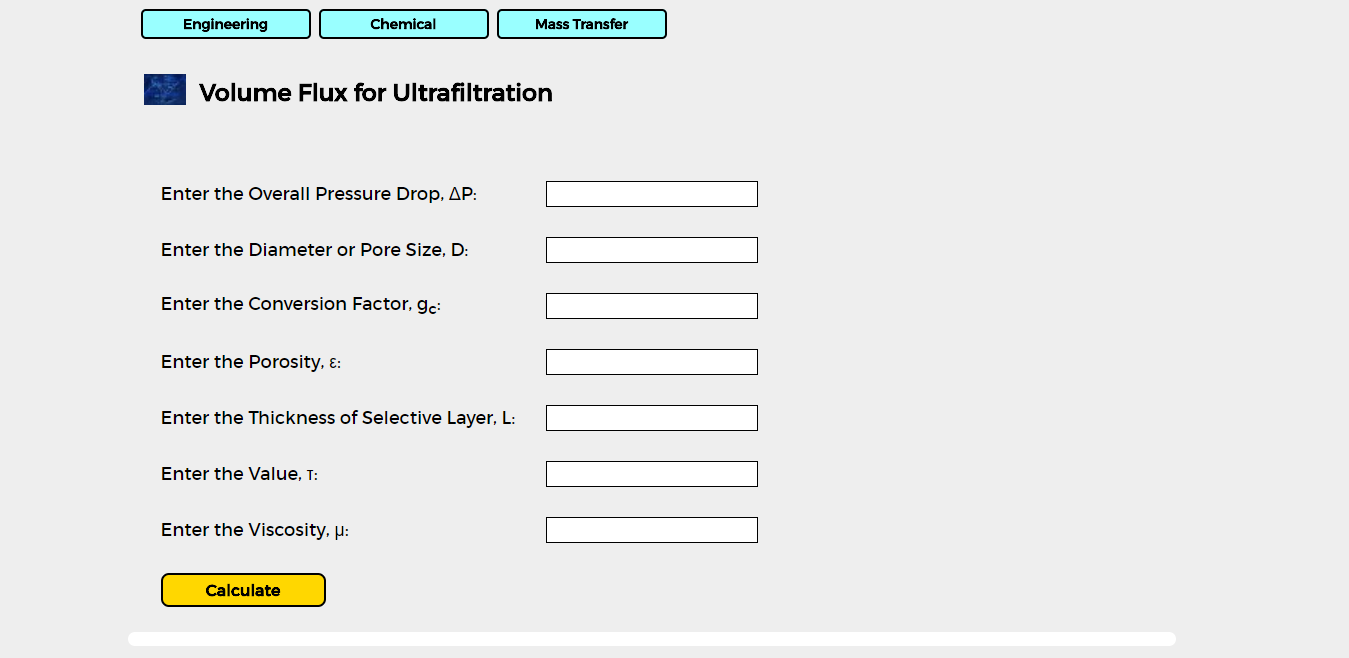 Engineering Chemical Mass Transfer
Volume Flux for Ultrafiltration
Enter the Overall Pressure Drop, ΔP:
Enter the Diameter or Pore Size, D:
Enter the Conversion Factor, gc:
Enter the Porosity, ε:
Enter the Thickness of Selective Layer, L:
Enter the Value, τ:
Enter the Viscosity, μ:
Calculate